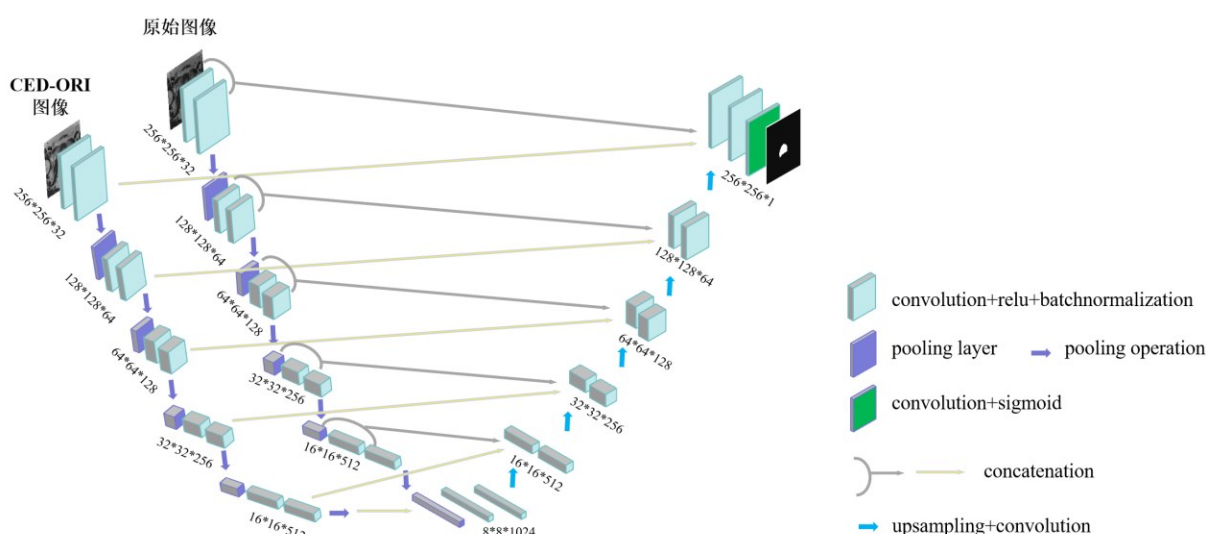 原始图像
CED-ORI
图像
256*256*32
256*256*32
256*256*1
128*128*64
128*128*64
128*128*64
64*64*128
64*64*128
64*64*128
32*32*256
32*32*256
32*32*256
16*16*512
16*16*512
16*16*512
8*8*1024
convolution+relu+batchnormalization
pooling layer
pooling operation
convolution+sigmoid
concatenation
upsampling+convolution